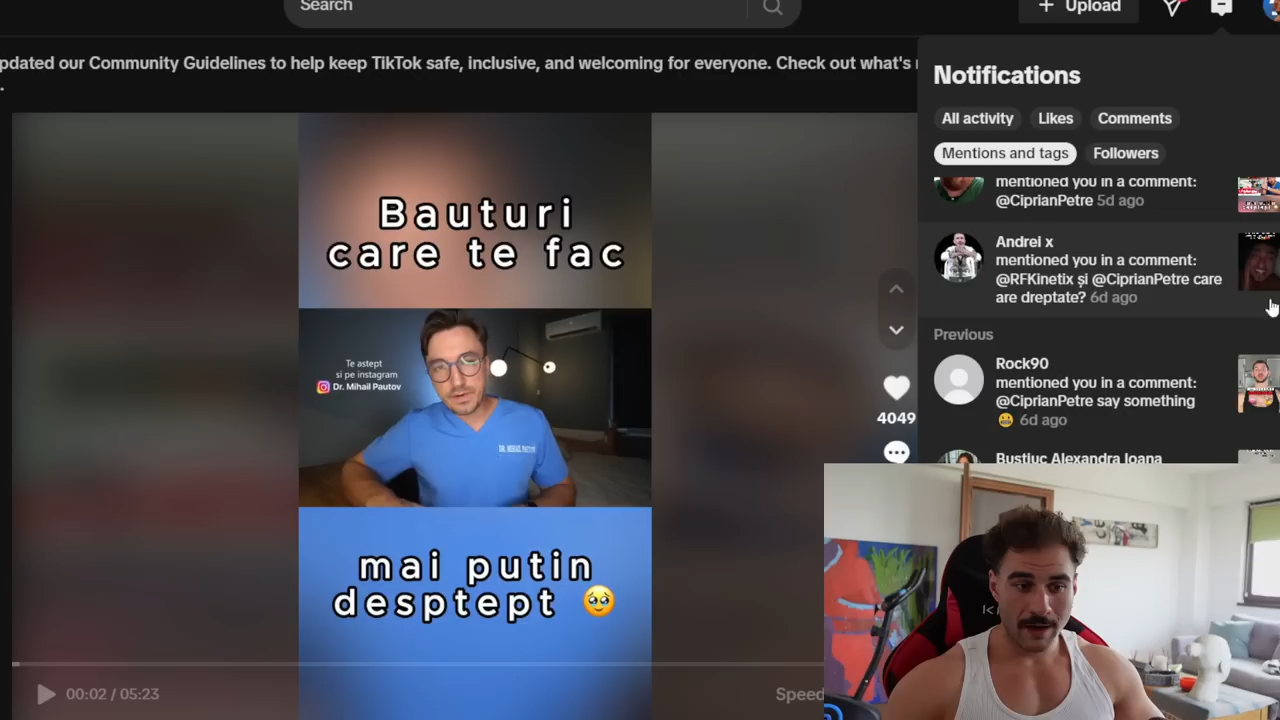 Search
Upload
pdated our Community Guidelines to help keep TikTok safe, inclusive, and welcoming for everyone. Check out what's
.
Bauturi
care te fac
Te astept
si pe instagram
Dr. Mihail Pautov
DR. MIHAIL PAUTOV
mai putin
desptept 🥹
4049
00:02 / 05:23
Speed
Notifications
All activity
Likes
Comments
Mentions and tags
Followers
mentioned you in a comment:
@CiprianPetre 5d ago
Andrei x
mentioned you in a comment:
@RFKinetix și @CiprianPetre care
are dreptate? 6d ago
Previous
Rock90
mentioned you in a comment:
@CiprianPetre say something
😬 6d ago
Bustiuc Alexandra Ioana